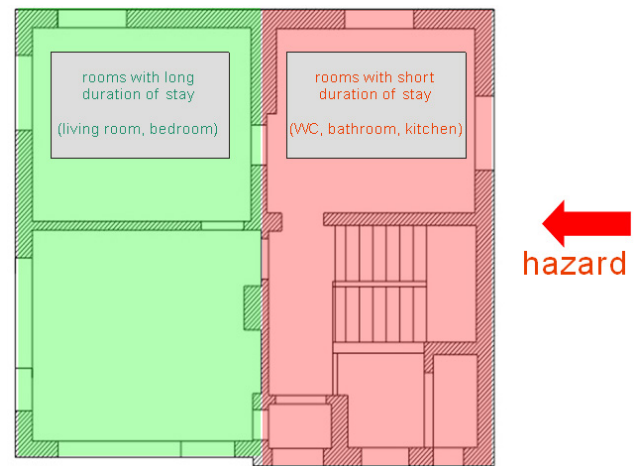 rooms with long
duration of stay
(living room, bedroom)
rooms with short
duration of stay
(WC, bathroom, kitchen)
hazard